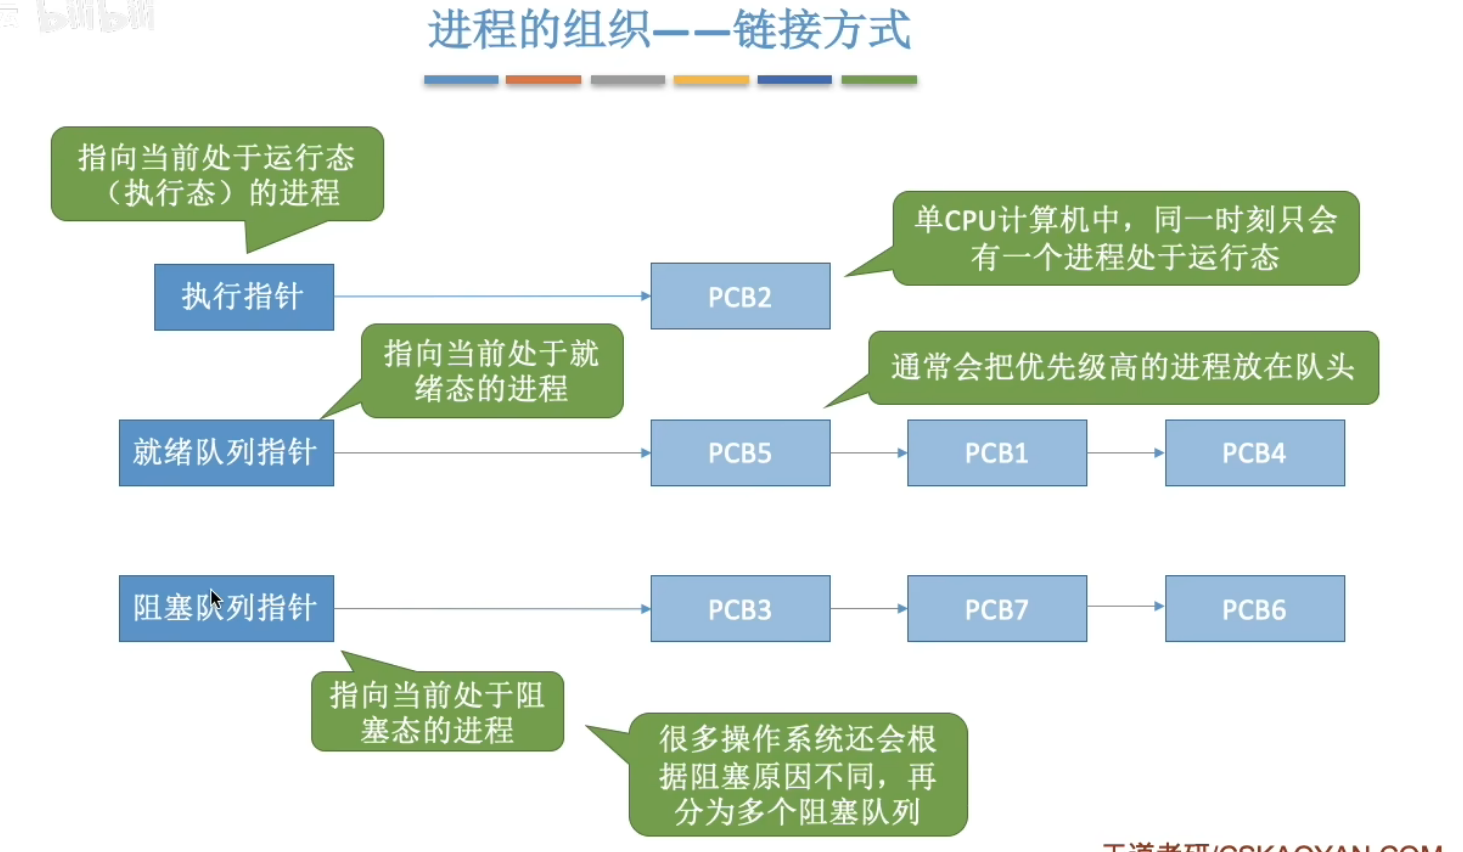 bilibili
进程的组织——链接方式
指向当前处于运行态
（执行态）的进程
单CPU计算机中，同一时刻只会
有一个进程处于运行态
执行指针
PCB2
指向当前处于就
绪态的进程
通常会把优先级高的进程放在队头
就绪队列指针
PCB5
PCB1
PCB4
阻塞队列指针
PCB3
PCB7
PCB6
指向当前处于阻
塞态的进程
很多操作系统还会根
据阻塞原因不同，再
分为多个阻塞队列
王道考研/CSKAOYAN.COM